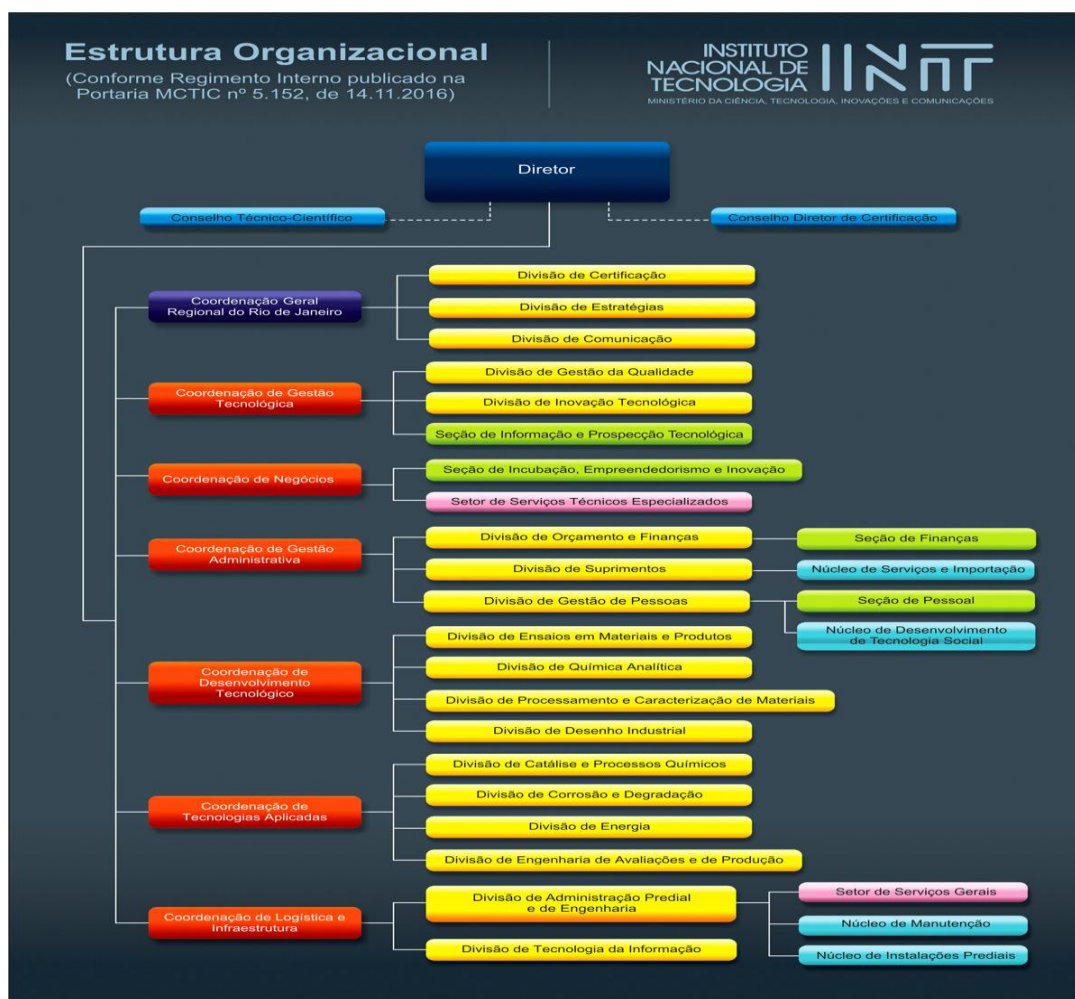 Estrutura Organizacional
(Conforme Regimento Interno publicado na
Portaria MCTIC nº 5.152, de 14.11.2016)
INSTITUTO
NACIONAL DE
TECNOLOGIA
INT
MINISTÉRIO DA CIÊNCIA, TECNOLOGIA, INOVAÇÕES E COMUNICAÇÕES
Diretor
Conselho Técnico-Científico
Conselho Diretor de Certificação
Coordenação Geral
Regional do Rio de Janeiro
Divisão de Certificação
Divisão de Estratégias
Divisão de Comunicação
Coordenação de Gestão
Tecnológica
Divisão de Gestão da Qualidade
Divisão de Inovação Tecnológica
Seção de Informação e Prospecção Tecnológica
Coordenação de Negócios
Seção de Incubação, Empreendedorismo e Inovação
Setor de Serviços Técnicos Especializados
Coordenação de Gestão
Administrativa
Divisão de Orçamento e Finanças
Seção de Finanças
Divisão de Suprimentos
Núcleo de Serviços e Importação
Divisão de Gestão de Pessoas
Seção de Pessoal
Núcleo de Desenvolvimento
de Tecnologia Social
Coordenação de
Desenvolvimento
Tecnológico
Divisão de Ensaios em Materiais e Produtos
Divisão de Química Analítica
Divisão de Processamento e Caracterização de Materiais
Divisão de Desenho Industrial
Coordenação de
Tecnologias Aplicadas
Divisão de Catálise e Processos Químicos
Divisão de Corrosão e Degradação
Divisão de Energia
Divisão de Engenharia de Avaliações e de Produção
Coordenação de Logística e
Infraestrutura
Divisão de Administração Predial
e de Engenharia
Setor de Serviços Gerais
Núcleo de Manutenção
Núcleo de Instalações Prediais
Divisão de Tecnologia da Informação